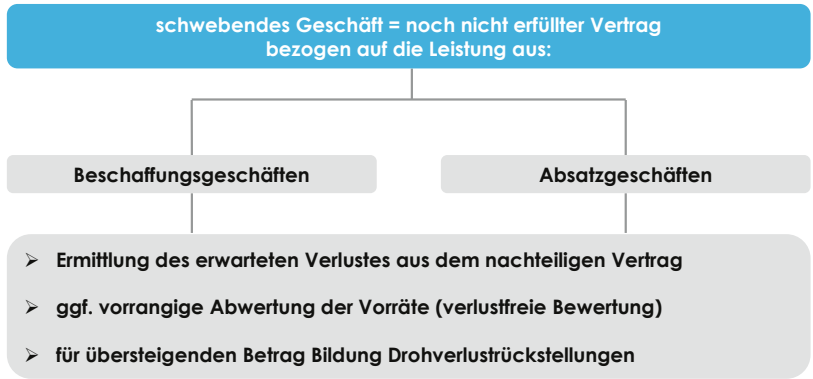 schwebendes Geschäft = noch nicht erfüllter Vertrag
bezogen auf die Leistung aus:
Beschaffungsgeschäften
Absatzgeschäften
➢ Ermittlung des erwarteten Verlustes aus dem nachteiligen Vertrag
➢ ggf. vorrangige Abwertung der Vorräte (verlustfreie Bewertung)
➢ für übersteigenden Betrag Bildung Drohverlustrückstellungen